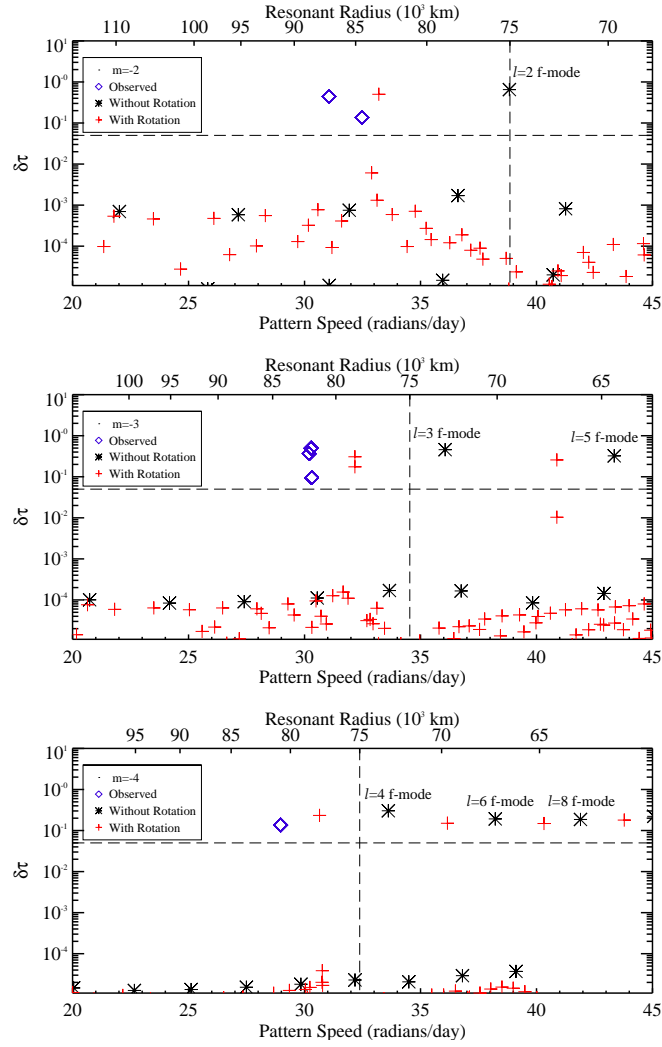 Resonant Radius (10³ km)
110 100 95 90 85 80 75 70
10¹
10⁰
10⁻¹
10⁻²
10⁻³
10⁻⁴
δτ
m=-2
Observed
Without Rotation
With Rotation
l=2 f-mode
20 25 30 35 40 45
Pattern Speed (radians/day)
Resonant Radius (10³ km)
100 95 90 85 80 75 70 65
10¹
10⁰
10⁻¹
10⁻²
10⁻³
10⁻⁴
δτ
m=-3
Observed
Without Rotation
With Rotation
l=3 f-mode
l=5 f-mode
20 25 30 35 40 45
Pattern Speed (radians/day)
Resonant Radius (10³ km)
95 90 85 80 75 70 65
10¹
10⁰
10⁻¹
10⁻²
10⁻³
10⁻⁴
δτ
m=-4
Observed
Without Rotation
With Rotation
l=4 f-mode
l=6 f-mode
l=8 f-mode
20 25 30 35 40 45
Pattern Speed (radians/day)